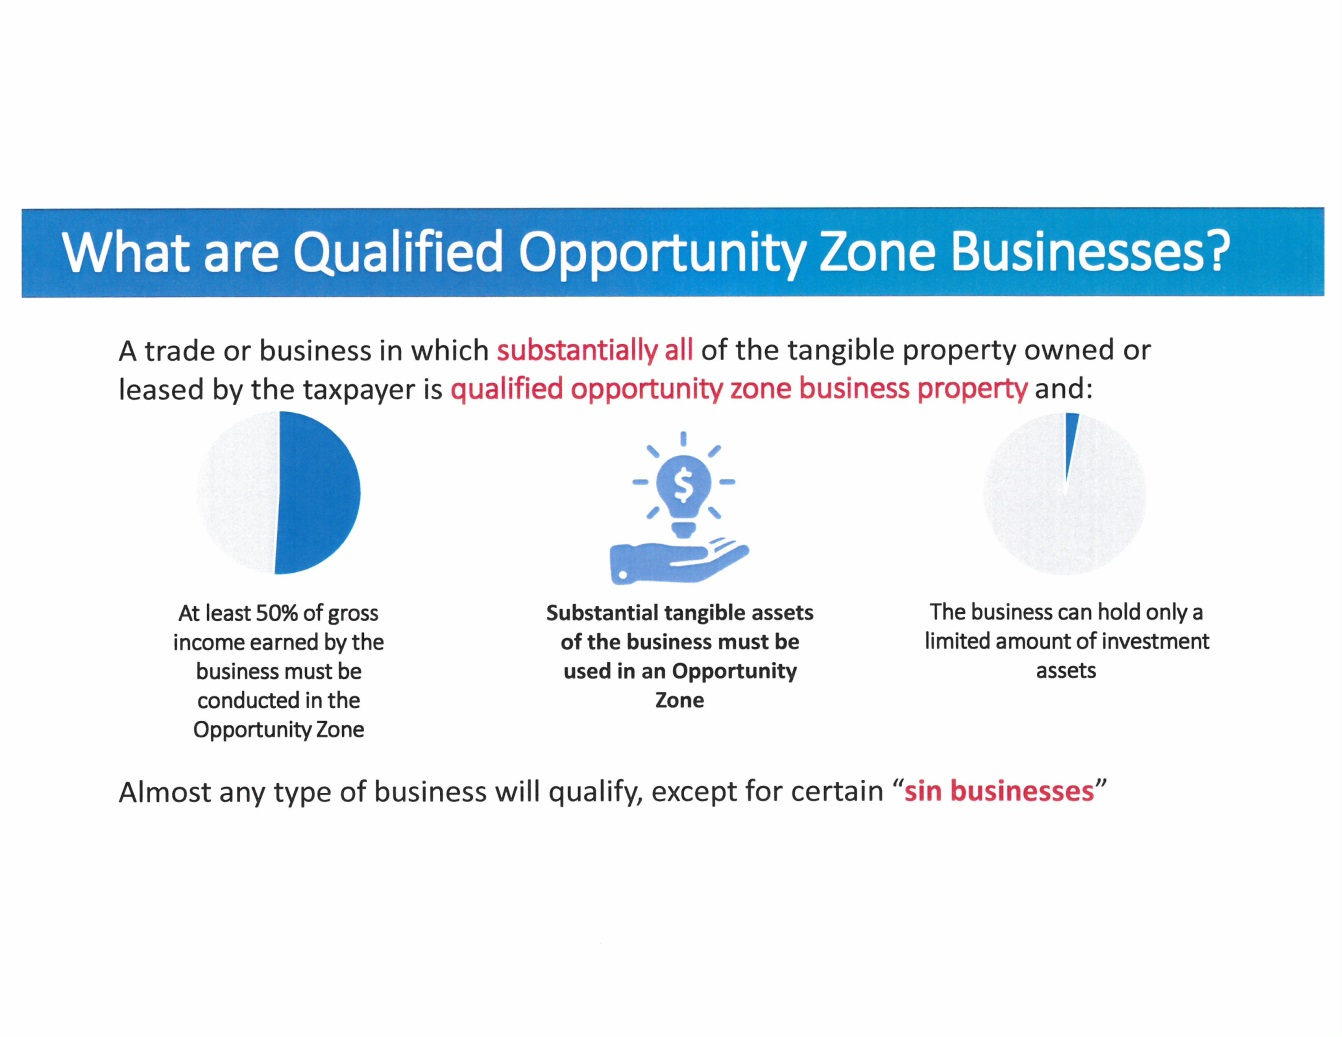 What are Qualified Opportunity Zone Businesses?
A trade or business in which substantially all of the tangible property owned or
leased by the taxpayer is qualified opportunity zone business property and:
$
At least 50% of gross
income earned by the
business must be
conducted in the
Opportunity Zone
Substantial tangible assets
of the business must be
used in an Opportunity
Zone
The business can hold only a
limited amount of investment
assets
Almost any type of business will qualify, except for certain “sin businesses”